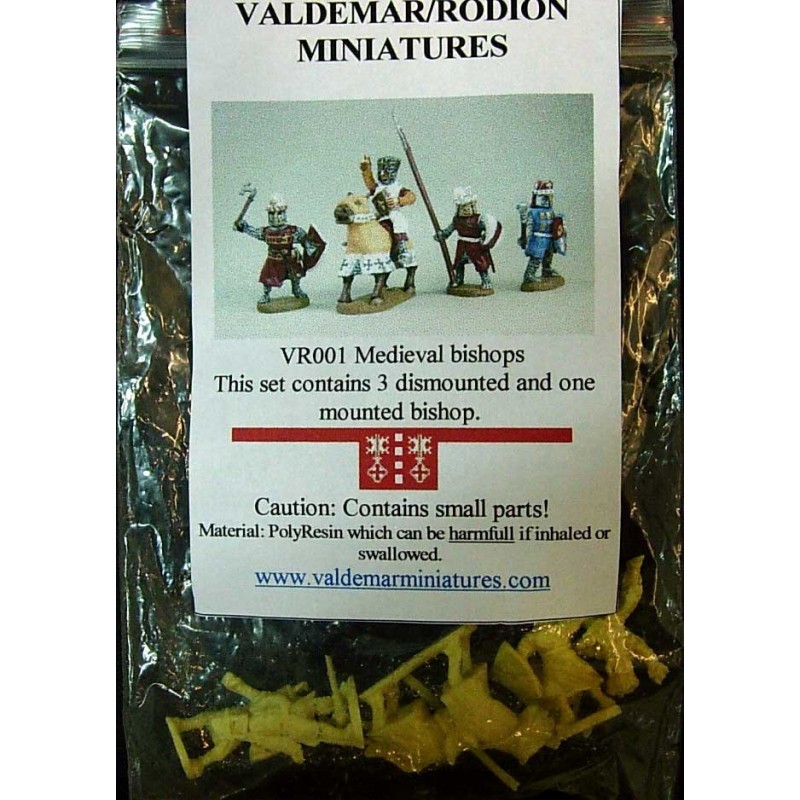 VALDEMAR/RODION
MINIATURES
VR001 Medieval bishops
This set contains 3 dismounted and one
mounted bishop.
Caution: Contains small parts!
Material: PolyResin which can be harmfull if inhaled or
swallowed.
www.valdemarminiatures.com